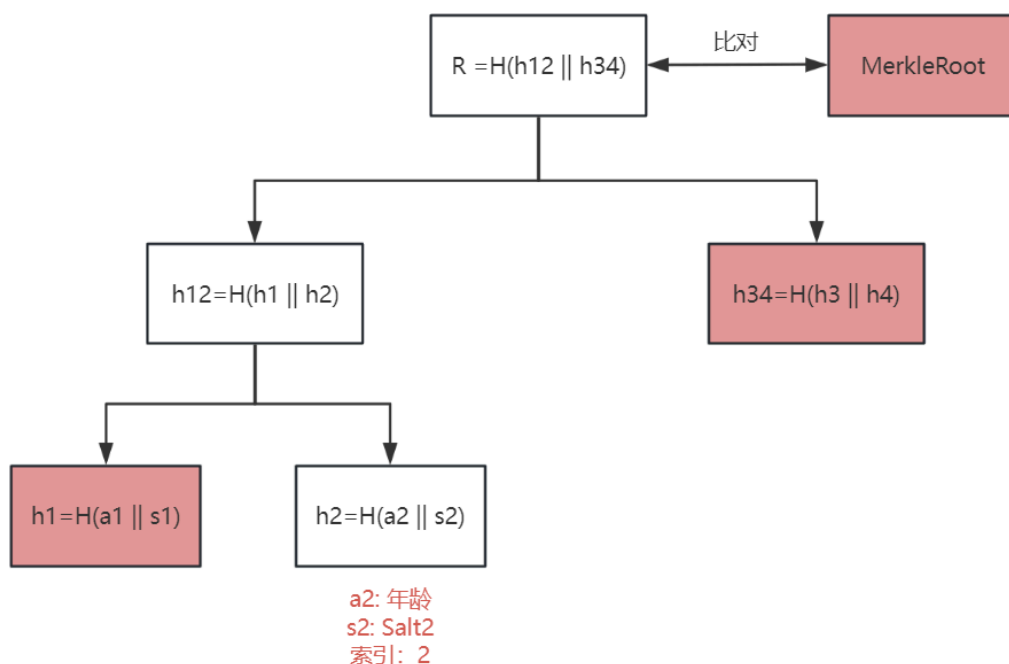 R =H(h12 || h34)
比对
MerkleRoot
h12=H(h1 || h2)
h34=H(h3 || h4)
h1=H(a1 || s1)
h2=H(a2 || s2)
a2: 年龄
s2: Salt2
索引：2